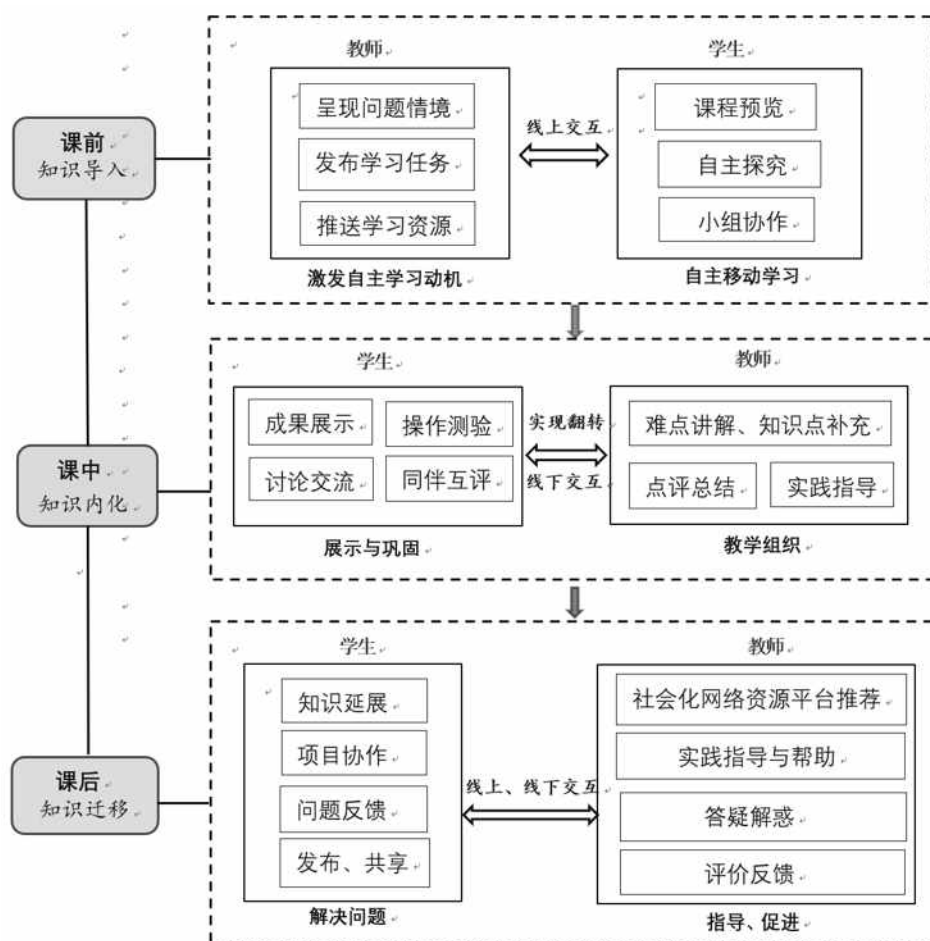 教师
学生
呈现问题情境
发布学习任务
推送学习资源
线上交互
课程预览
自主探究
小组协作
课前
知识导入
激发自主学习动机
自主移动学习
学生
教师
成果展示
操作测验
讨论交流
同伴互评
实现翻转
线下交互
难点讲解、知识点补充
点评总结
实践指导
课中
知识内化
展示与巩固
教学组织
学生
教师
知识延展
项目协作
问题反馈
发布、共享
线上、线下交互
社会化网络资源平台推荐
实践指导与帮助
答疑解惑
评价反馈
课后
知识迁移
解决问题
指导、促进